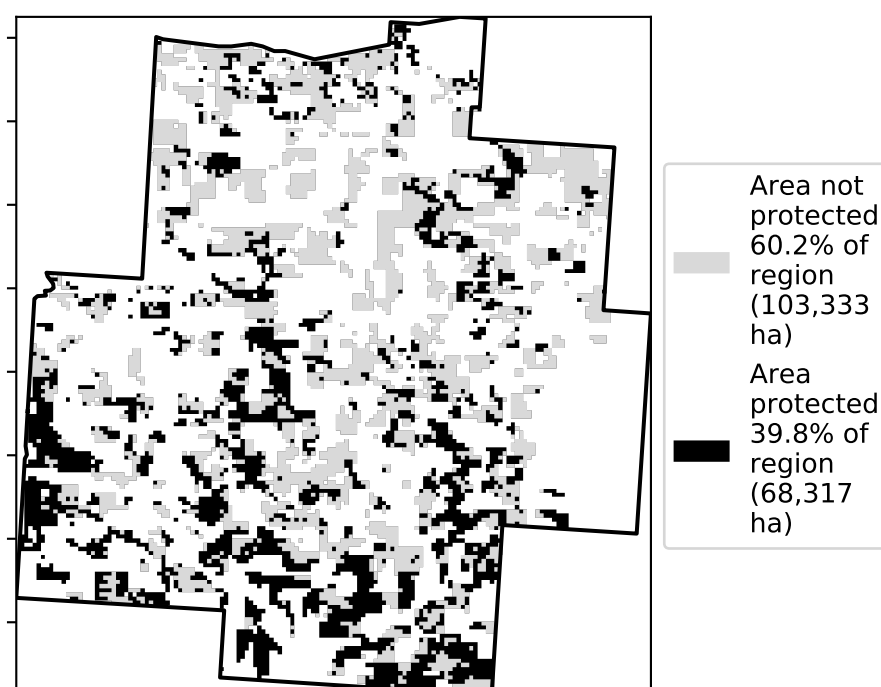 Area not
protected
60.2% of
region
(103,333
ha)
Area
protected
39.8% of
region
(68,317
ha)